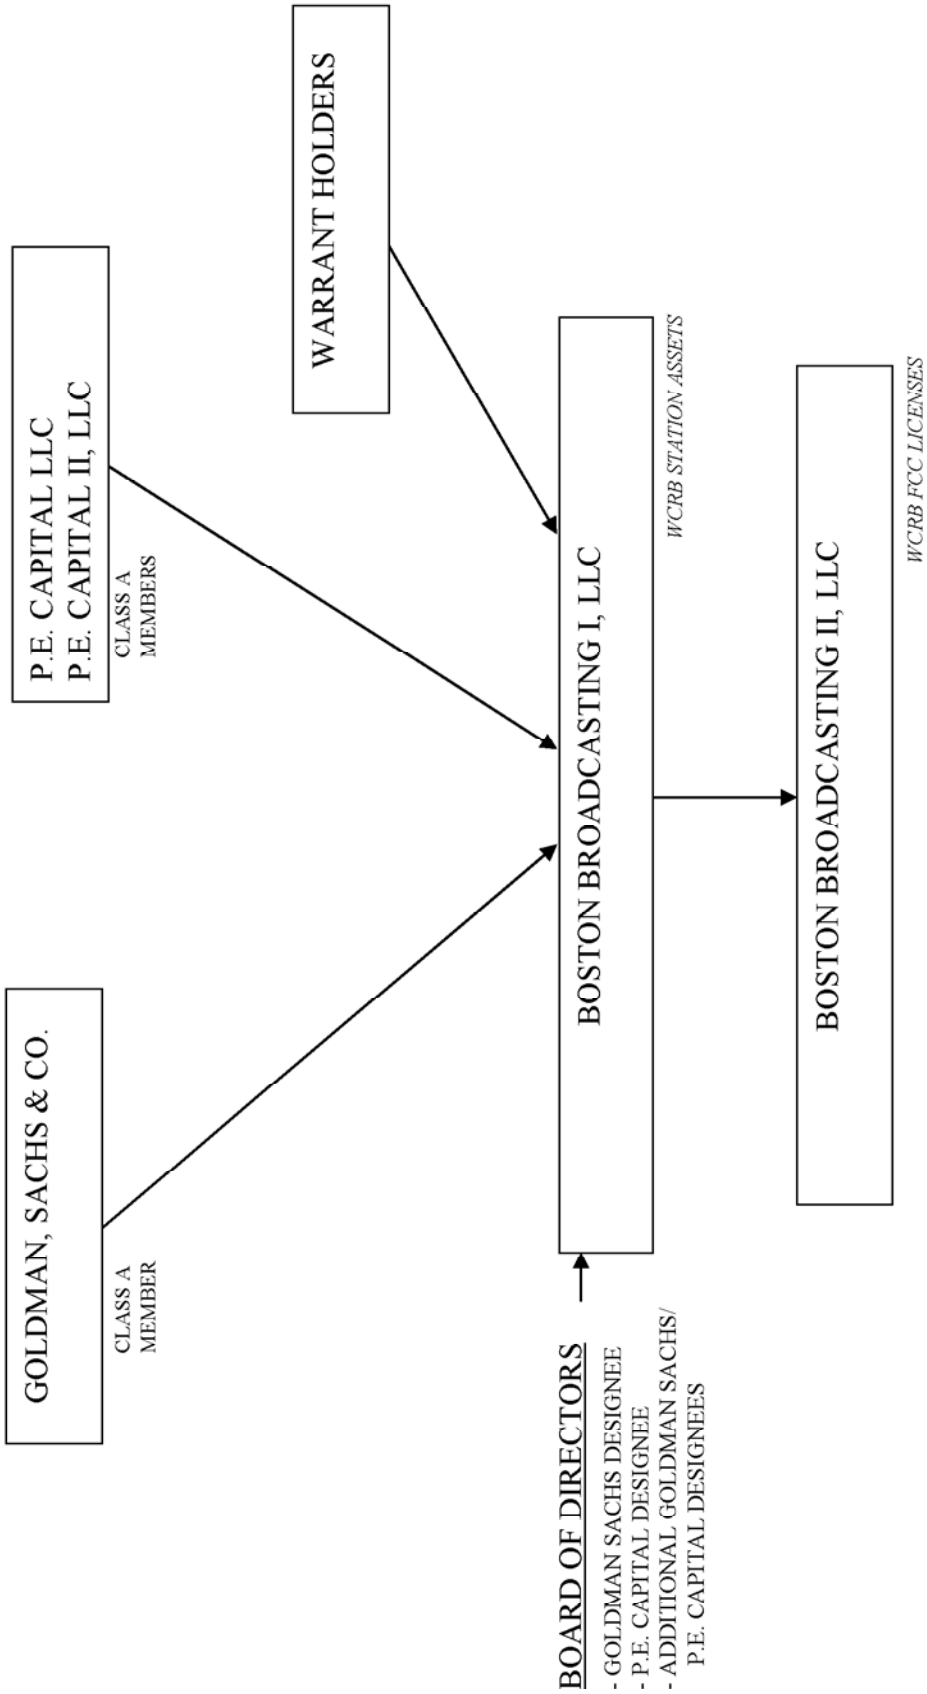 GOLDMAN, SACHS & CO.
CLASS A
MEMBER
P.E. CAPITAL LLC
P.E. CAPITAL II, LLC
CLASS A
MEMBERS
WARRANT HOLDERS
BOARD OF DIRECTORS
- GOLDMAN SACHS DESIGNEE
- P.E. CAPITAL DESIGNEE
- ADDITIONAL GOLDMAN SACHS/
P.E. CAPITAL DESIGNEES
BOSTON BROADCASTING I, LLC
WCRB STATION ASSETS
BOSTON BROADCASTING II, LLC
WCRB FCC LICENSES